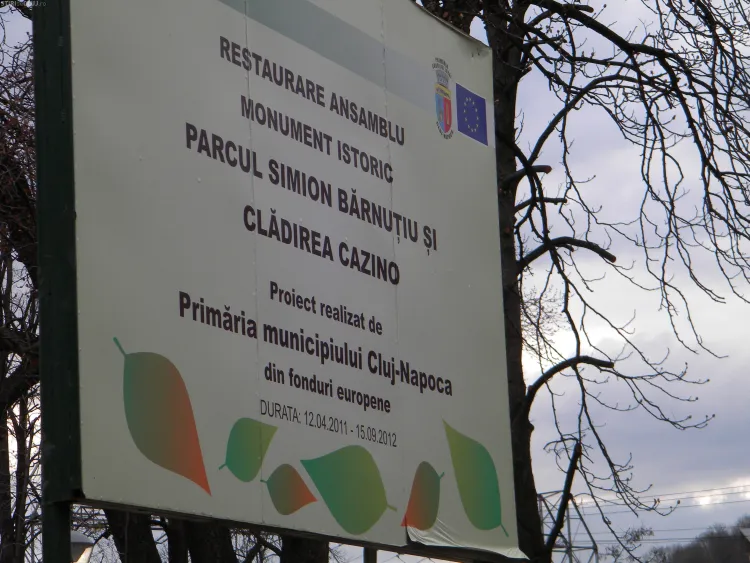 RESTAURARE ANSAMBLU
MONUMENT ISTORIC
PARCUL SIMION BĂRNUȚIU ȘI
CLĂDIREA CAZINO
Proiect realizat de
Primăria municipiului Cluj-Napoca
din fonduri europene
DURATA: 12.04.2011 - 15.09.2012